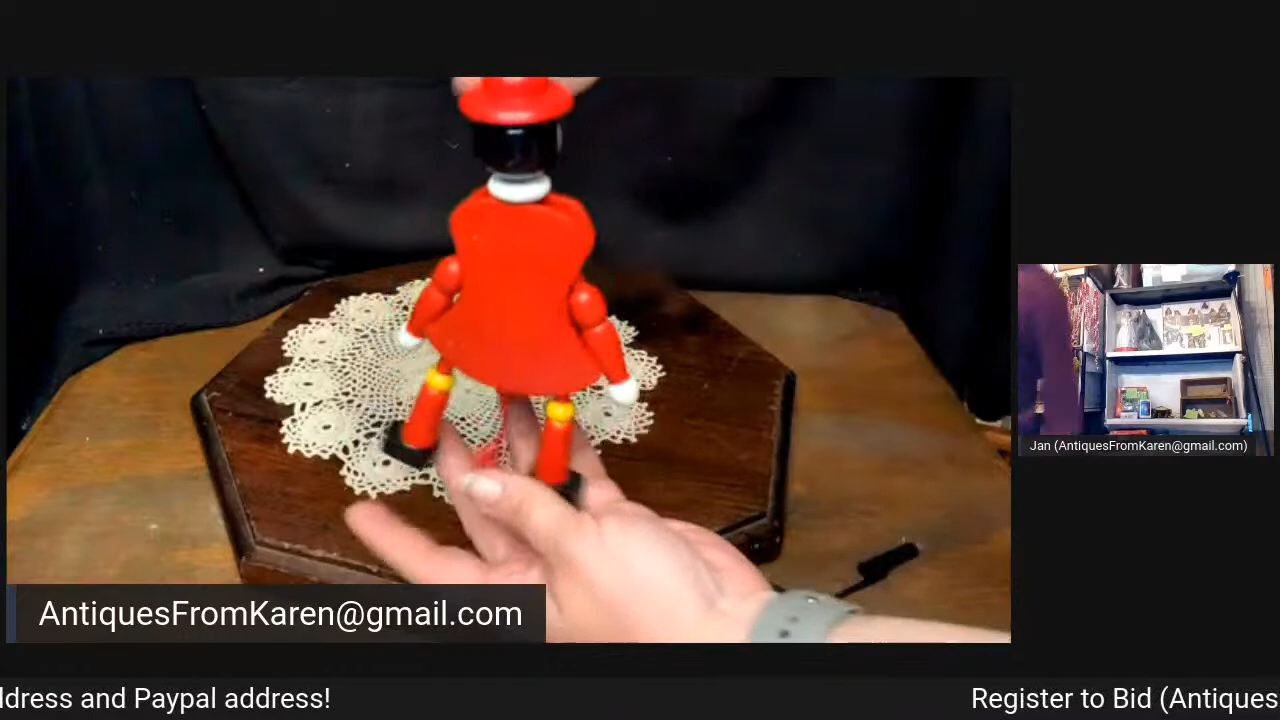 Jan (AntiquesFromKaren@gmail.com)
AntiquesFromKaren@gmail.com
ddress and Paypal address!
Register to Bid (Antiques